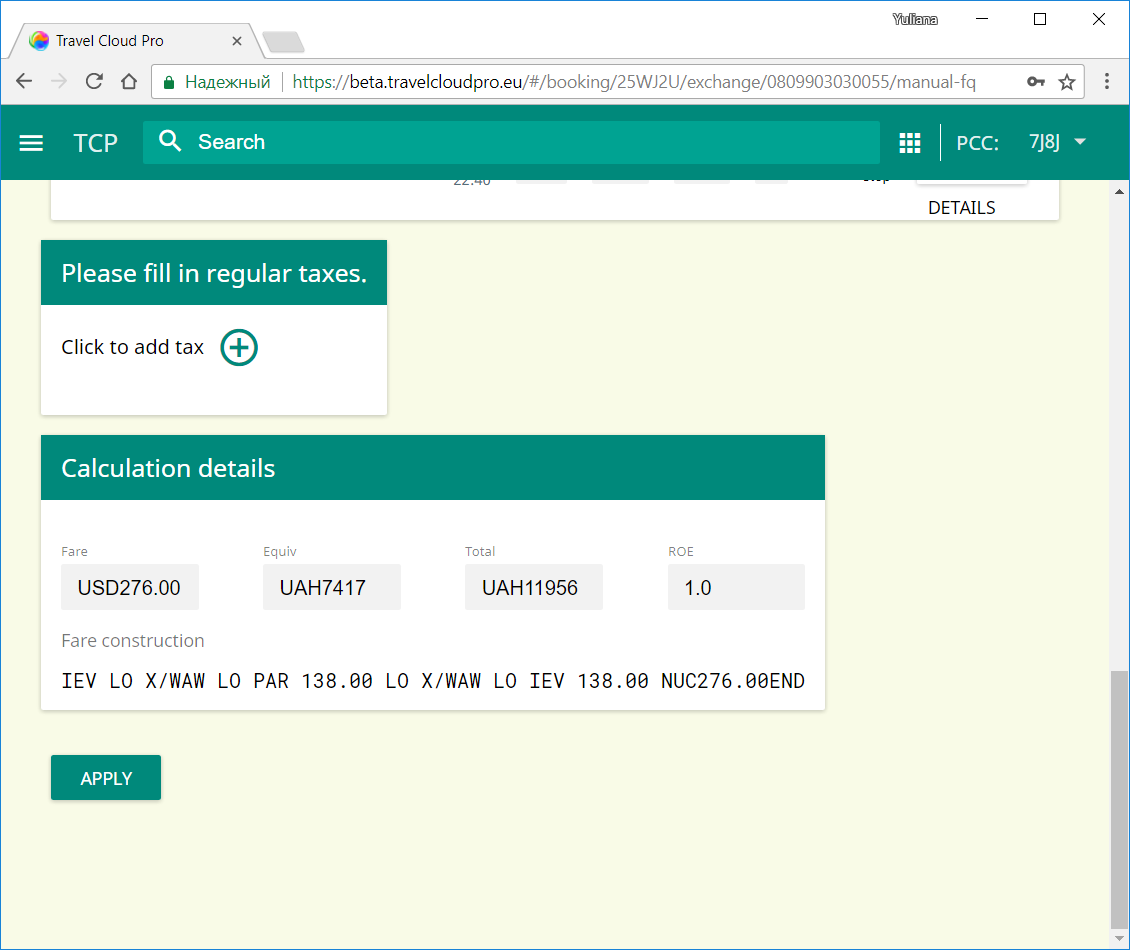 Yuliana
Travel Cloud Pro
Надежный https://beta.travelcloudpro.eu/#/booking/25WJ2U/exchange/0809903030055/manual-fq
TCP Search PCC: 7J8J
DETAILS
Please fill in regular taxes.
Click to add tax
Calculation details
Fare Equiv Total ROE
USD276.00 UAH7417 UAH11956 1.0
Fare construction
IEV LO X/WAW LO PAR 138.00 LO X/WAW LO IEV 138.00 NUC276.00END
APPLY